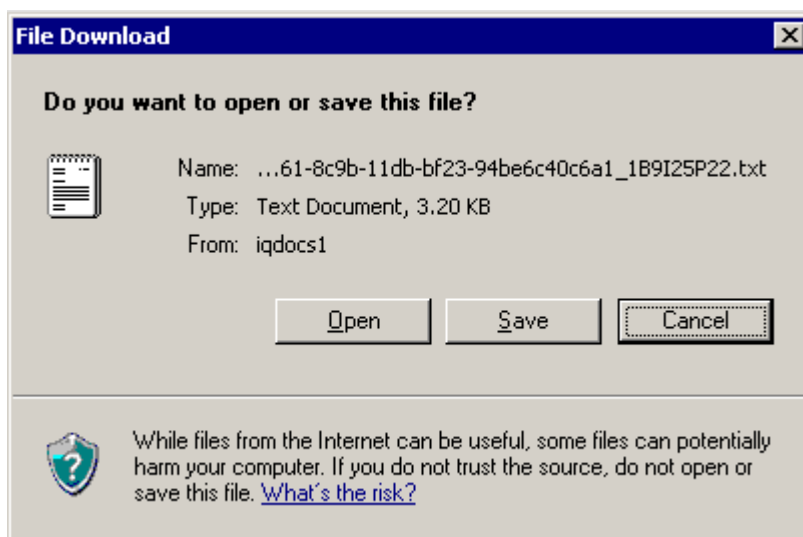 File Download
Do you want to open or save this file?
Name: ...61-8c9b-11db-bf23-94be6c40c6a1_1B9I25P22.txt
Type: Text Document, 3.20 KB
From: iqdocs1
Open Save Cancel
While files from the Internet can be useful, some files can potentially
harm your computer. If you do not trust the source, do not open or
save this file. What's the risk?